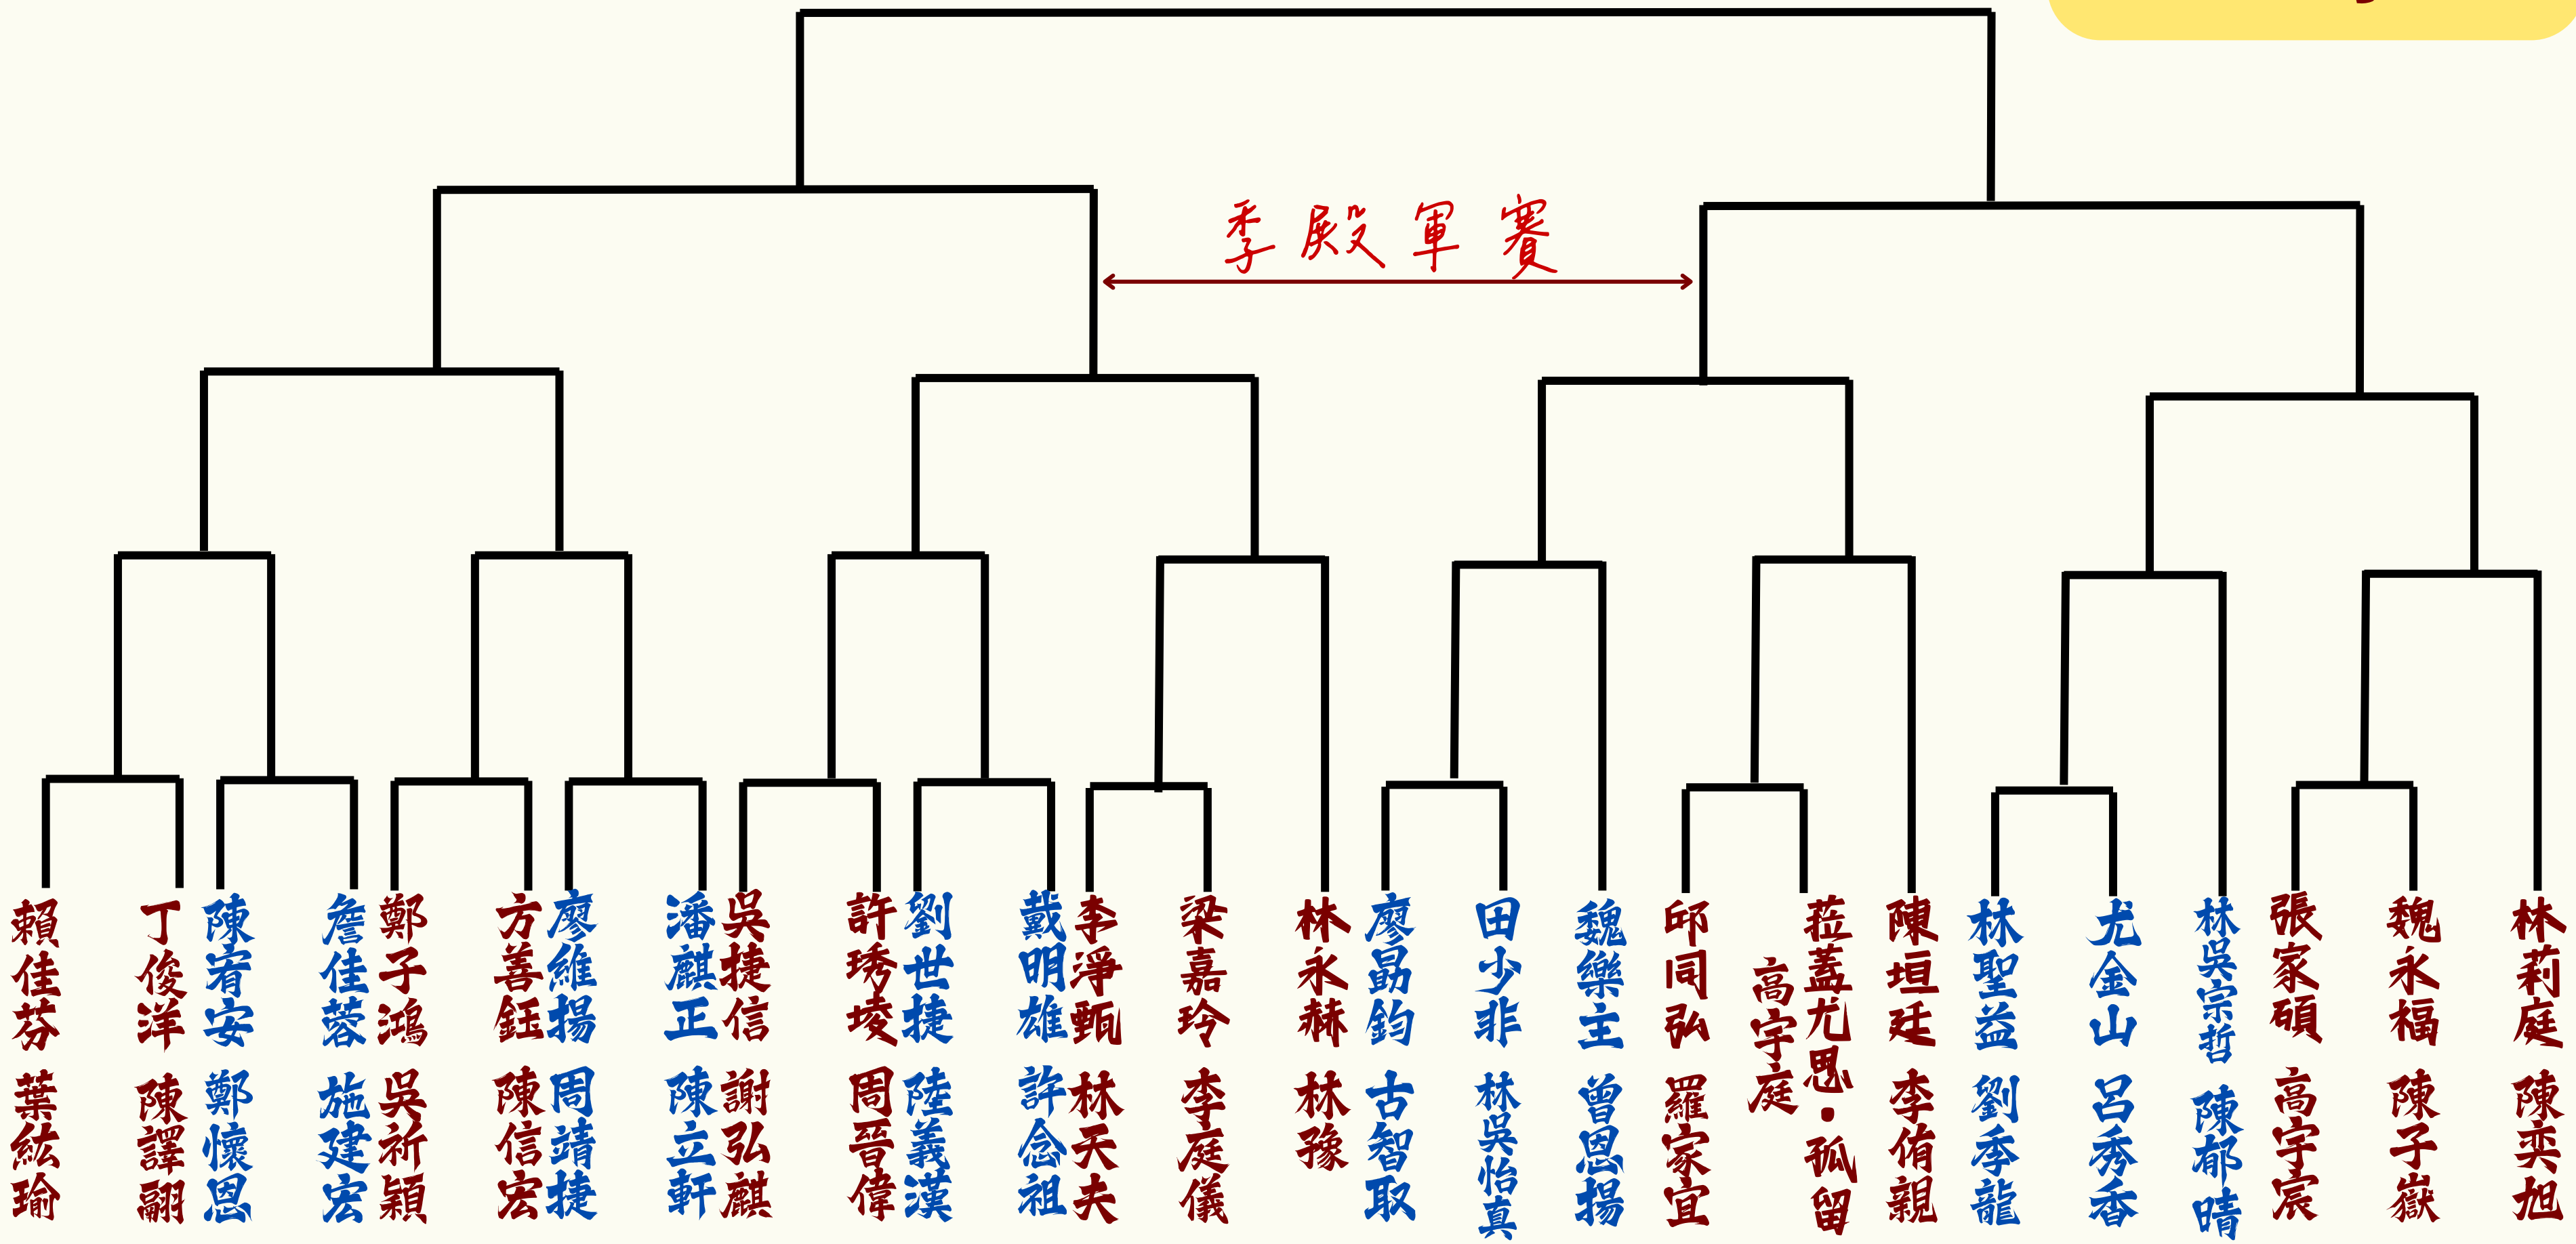 季殿軍賽
賴佳芬 葉紘瑜
丁俊洋 陳譯翮
陳宥安 鄭懷恩
詹佳蓉 施建宏
鄭子鴻 吳祈穎
方善鈺 陳信宏
廖維揚 周靖捷
潘麒正 陳立軒
吳捷信 謝弘麒
許琇堎 周晉偉
劉世捷 陸義漢
戴明雄 許念祖
李淨甄 林天夫
梁嘉玲 李庭儀
林永赫 林豫
廖勗鈞 古智取
田少非 林吳怡真
魏樂主 曾恩揚
邱同弘 羅家宜
高宇庭
菈蓋尤恩·孤留
陳垣廷 李侑親
林聖益 劉季龍
尤金山 呂秀香
林吳宗哲 陳郁晴
張家碩 高宇宸
魏永福 陳子嶽
林莉庭 陳奕旭